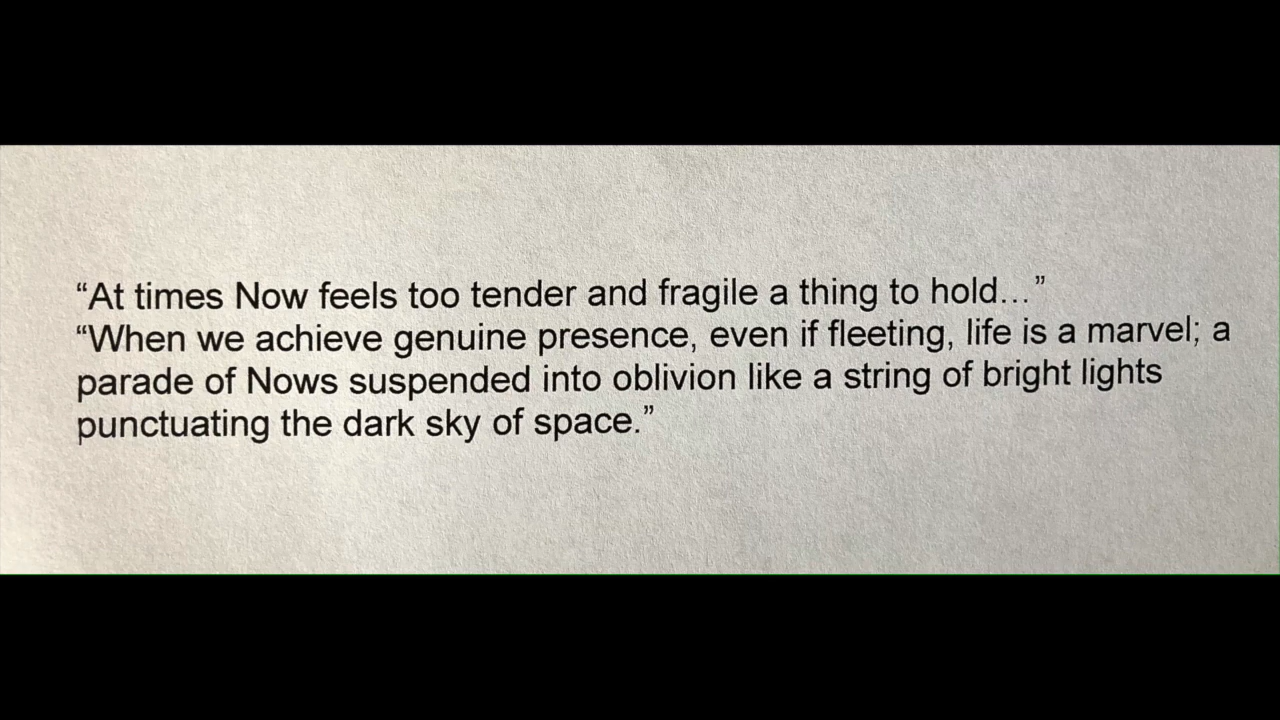 “At times Now feels too tender and fragile a thing to hold…”
“When we achieve genuine presence, even if fleeting, life is a marvel; a
parade of Nows suspended into oblivion like a string of bright lights
punctuating the dark sky of space.”